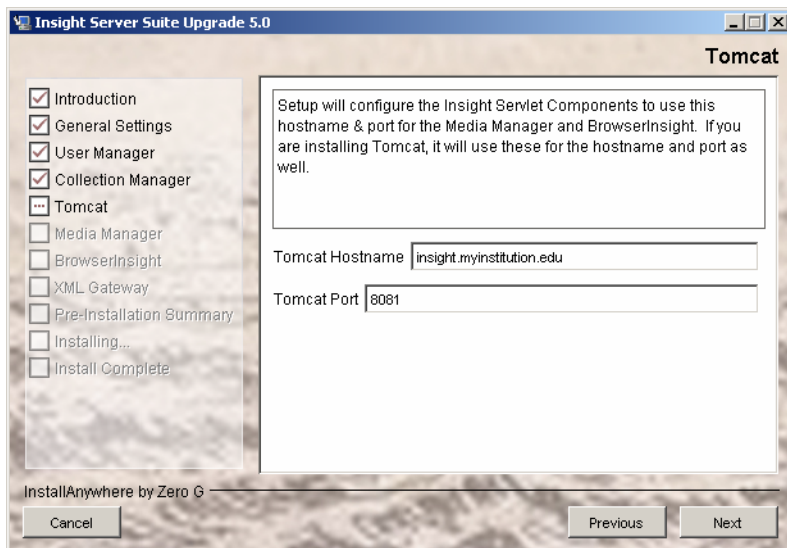 Insight Server Suite Upgrade 5.0
Tomcat
Introduction
General Settings
User Manager
Collection Manager
Tomcat
Media Manager
BrowserInsight
XML Gateway
Pre-Installation Summary
Installing...
Install Complete
Setup will configure the Insight Servlet Components to use this
hostname & port for the Media Manager and BrowserInsight.  If you
are installing Tomcat, it will use these for the hostname and port as
well.
Tomcat Hostname insight.myinstitution.edu
Tomcat Port 8081
InstallAnywhere by Zero G
Cancel Previous Next